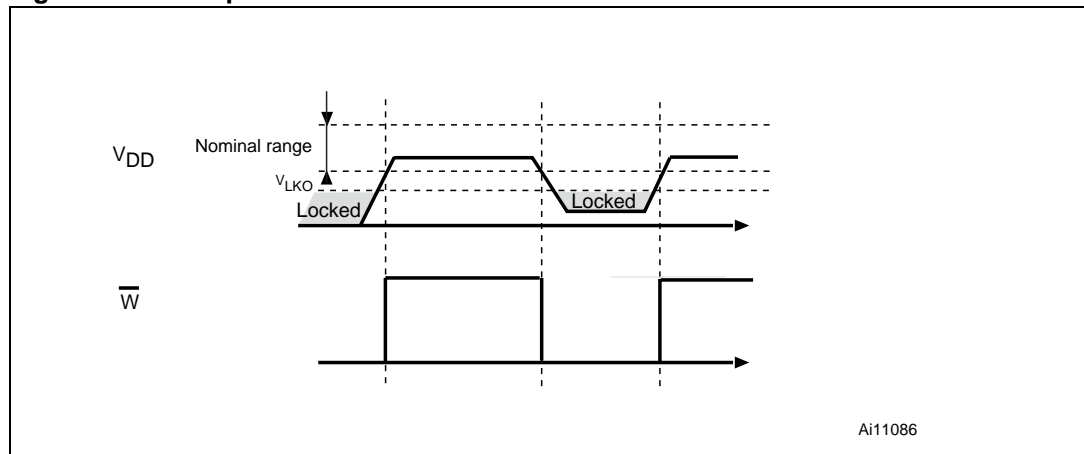 Nominal range
VDD
VLKO
Locked
Locked
W̅
Ai11086